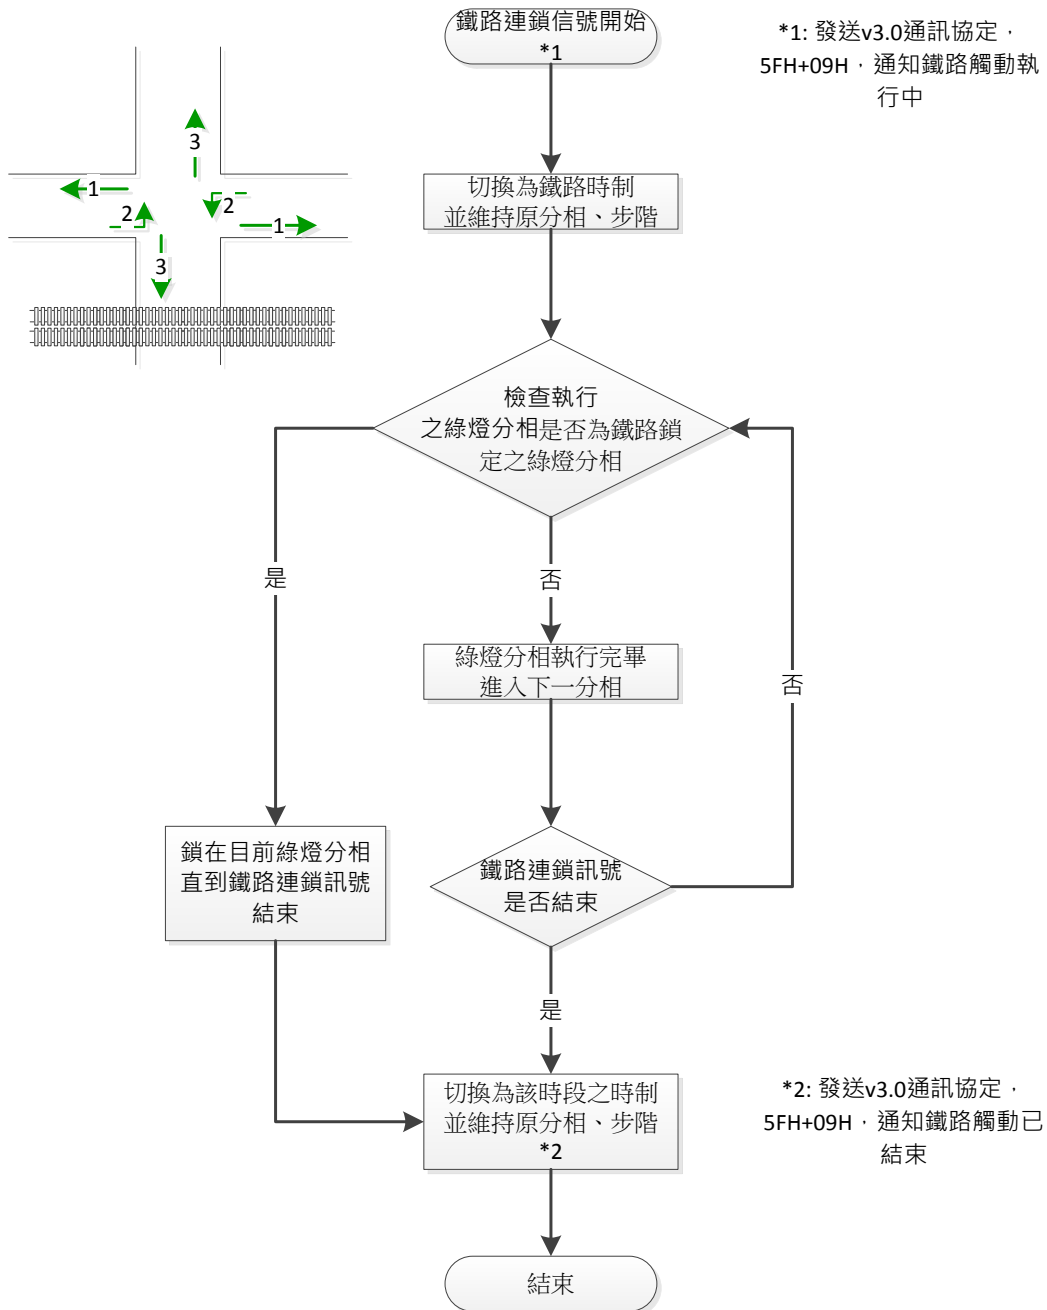 鐵路連鎖信號開始
*1
*1: 發送v3.0通訊協定，
5FH+09H，通知鐵路觸動執
行中
3
1
2
2
1
3
切換為鐵路時制
並維持原分相、步階
檢查執行
之綠燈分相是否為鐵路鎖
定之綠燈分相
是
否
綠燈分相執行完畢
進入下一分相
否
鎖在目前綠燈分相
直到鐵路連鎖訊號
結束
鐵路連鎖訊號
是否結束
是
切換為該時段之時制
並維持原分相、步階
*2
*2: 發送v3.0通訊協定，
5FH+09H，通知鐵路觸動已
結束
結束